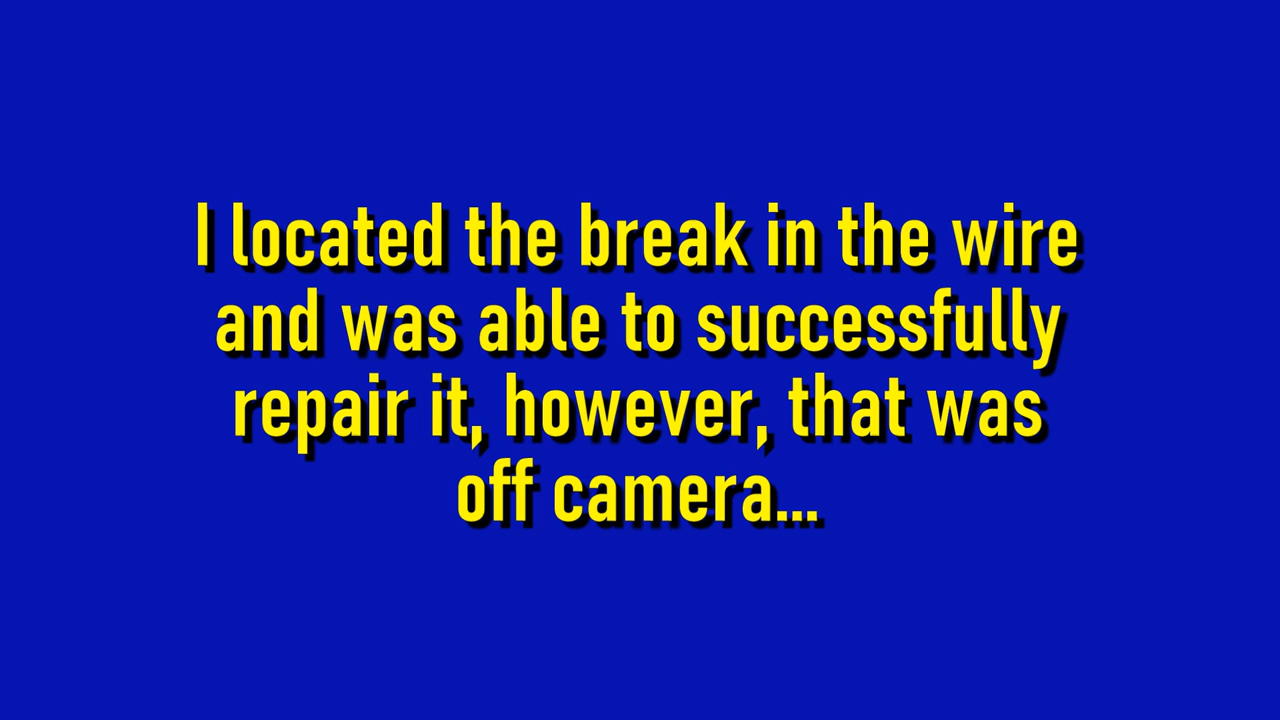 I located the break in the wire
and was able to successfully
repair it, however, that was
off camera...